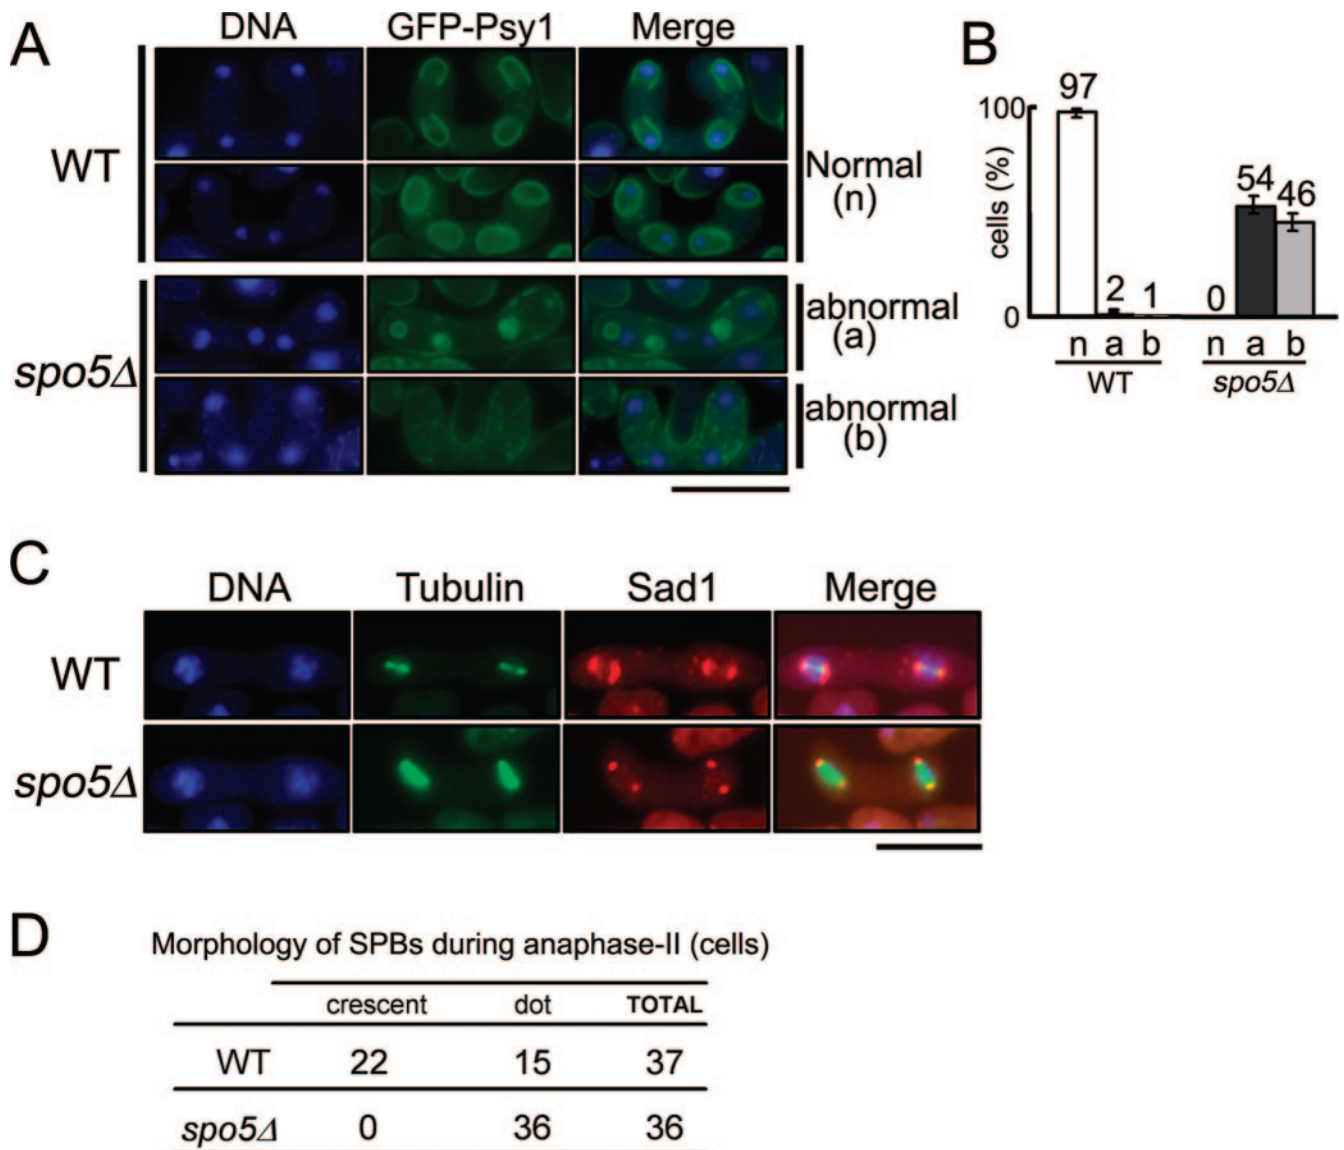 A
DNA GFP-Psy1 Merge
WT
Normal
(n)
spo5Δ
abnormal
(a)
abnormal
(b)
B
cells (%)
100
0
97
2
1
0
54
46
n a b n a b
WT spo5Δ
C
DNA Tubulin Sad1 Merge
WT
spo5Δ
D
Morphology of SPBs during anaphase-II (cells)
crescent dot TOTAL
WT 22 15 37
spo5Δ 0 36 36